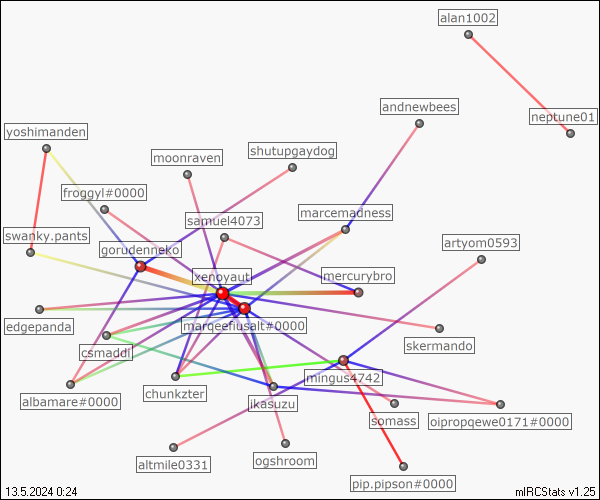 alan1002
andnewbees
neptune01
yoshimanden
shutupgaydog
moonraven
froggyl#0000
marcemadness
samuel4073
swanky.pants
artyom0593
gorudenneko
xenoyaut
mercurybro
edgepanda
marqeefiusalt#0000
skermando
csmaddi
mingus4742
albamare#0000
chunkzter
ikasuzu
somass
oipropqewe0171#0000
altmile0331
ogshroom
pip.pipson#0000
13.5.2024 0:24
mIRCStats v1.25